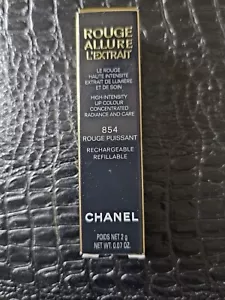 ROUGE
ALLURE
L'EXTRAIT
LE ROUGE
HAUTE INTENSITÉ
EXTRAIT DE LUMIÈRE
ET DE SOIN
HIGH-INTENSITY
LIP COLOUR
CONCENTRATED
RADIANCE AND CARE
854
ROUGE PUISSANT
RECHARGEABLE
REFILLABLE
CHANEL
POIDS NET 2 g
NET WT. 0.07 OZ.